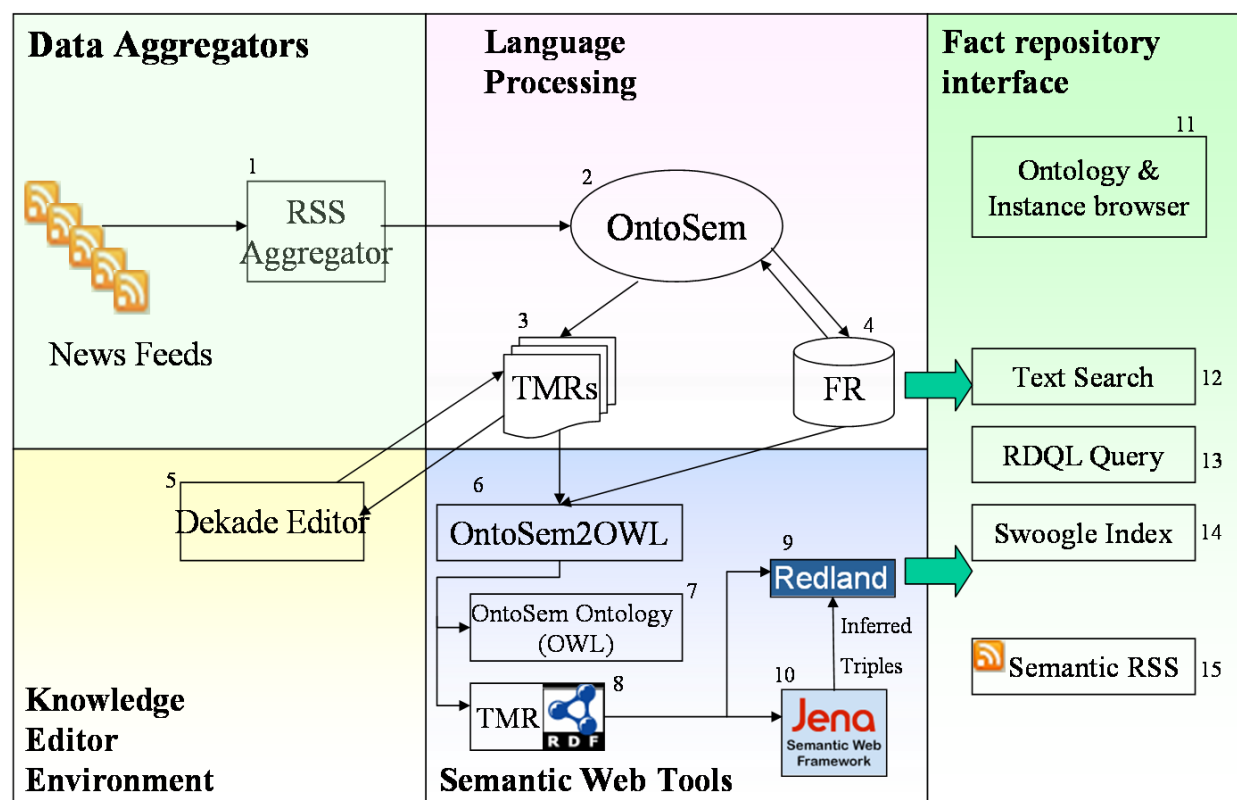 Data Aggregators
Language
Processing
Fact repository
interface
1
RSS
Aggregator
News Feeds
2
OntoSem
3
TMRs
4
FR
11
Ontology &
Instance browser
Text Search
12
RDQL Query
13
Swoogle Index
14
Semantic RSS
15
5
Dekade Editor
Knowledge
Editor
Environment
6
OntoSem2OWL
7
OntoSem Ontology
(OWL)
8
TMR
RDF
9
Redland
Inferred
Triples
10
Jena
Semantic Web
Framework
Semantic Web Tools